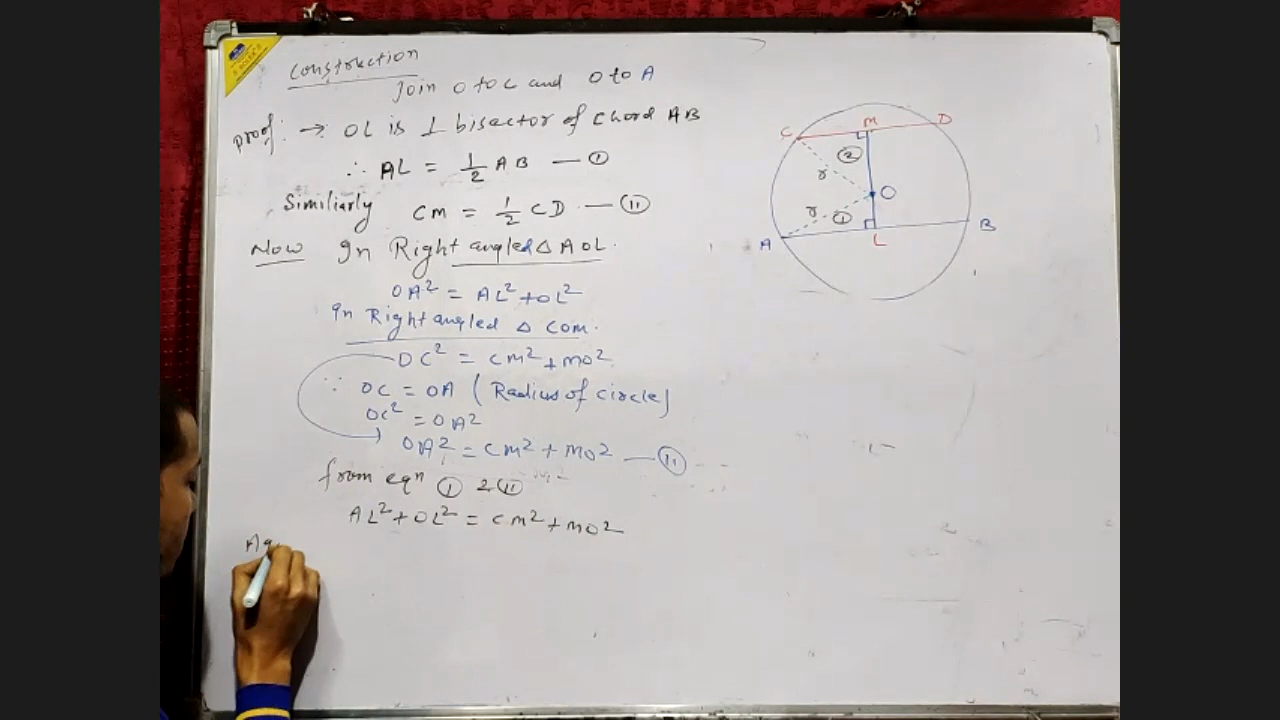 Construction
Join O to C and O to A
Proof: → OL is ⊥ bisector of Chord AB
∴ AL = 1/2 AB — ①
Similiarly CM = 1/2 CD — ⑪
Now In Right angled △ AOL.
OA² = AL² + OL²
In Right angled △ COM.
OC² = CM² + MO²
∵ OC = OA (Radius of circle)
OC² = OA²
OA² = CM² + MO² — ⑪
from eqn ① & ⑪
AL² + OL² = CM² + MO²
C M D
②
r
O
r ①
A L B